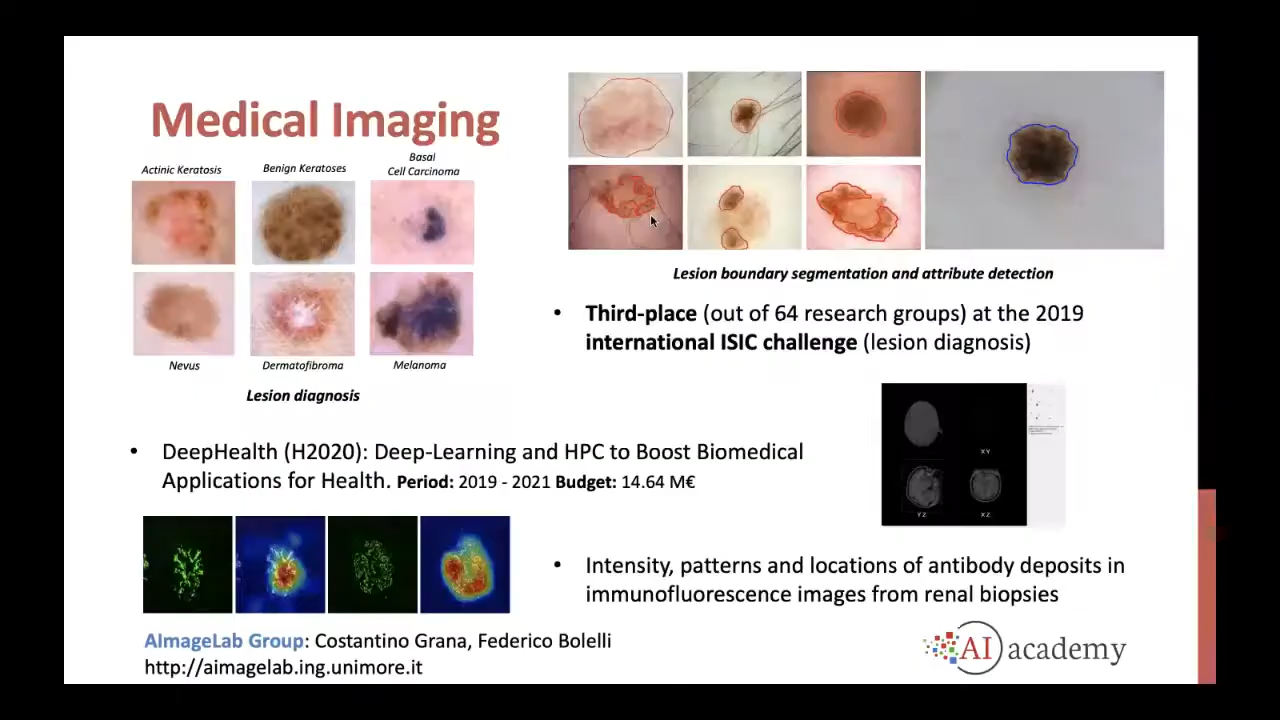 Medical Imaging
Actinic Keratosis
Benign Keratoses
Basal
Cell Carcinoma
Nevus
Dermatofibroma
Melanoma
Lesion diagnosis
Lesion boundary segmentation and attribute detection
• Third-place (out of 64 research groups) at the 2019
international ISIC challenge (lesion diagnosis)
• DeepHealth (H2020): Deep-Learning and HPC to Boost Biomedical
Applications for Health. Period: 2019 - 2021 Budget: 14.64 M€
XY
YZ
XZ
• Intensity, patterns and locations of antibody deposits in
immunofluorescence images from renal biopsies
AImageLab Group: Costantino Grana, Federico Bolelli
http://aimagelab.ing.unimore.it
AI academy